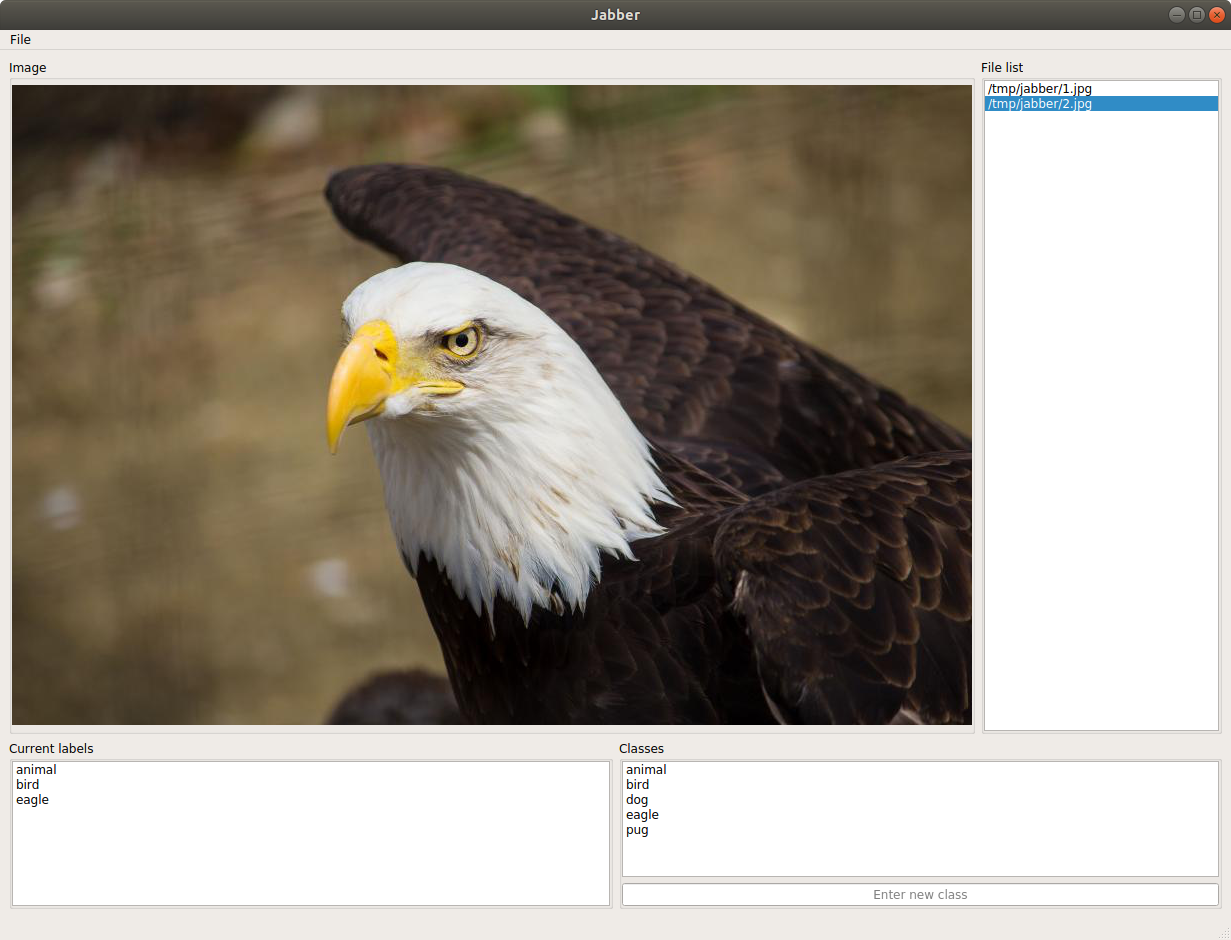 Jabber
File
Image
File list
/tmp/jabber/1.jpg
/tmp/jabber/2.jpg
Current labels
animal
bird
eagle
Classes
animal
bird
dog
eagle
pug
Enter new class